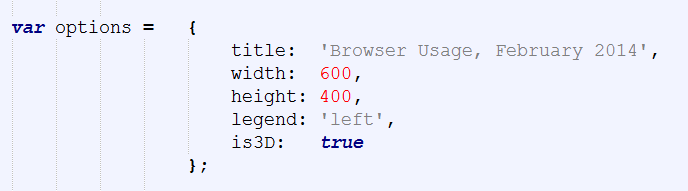 var options = {
title: 'Browser Usage, February 2014',
width: 600,
height: 400,
legend: 'left',
is3D: true
};